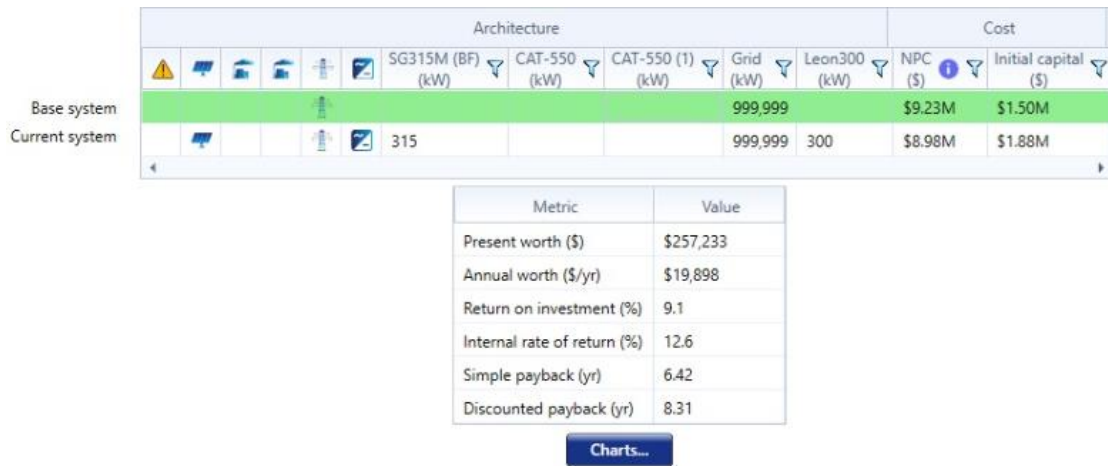 Architecture Cost
SG315M (BF) (kW) CAT-550 (kW) CAT-550 (1) (kW) Grid (kW) Leon300 (kW) NPC ($) Initial capital ($)
Base system 999,999 $9.23M $1.50M
Current system 315 999,999 300 $8.98M $1.88M
Metric Value
Present worth ($) $257,233
Annual worth ($/yr) $19,898
Return on investment (%) 9.1
Internal rate of return (%) 12.6
Simple payback (yr) 6.42
Discounted payback (yr) 8.31
Charts...